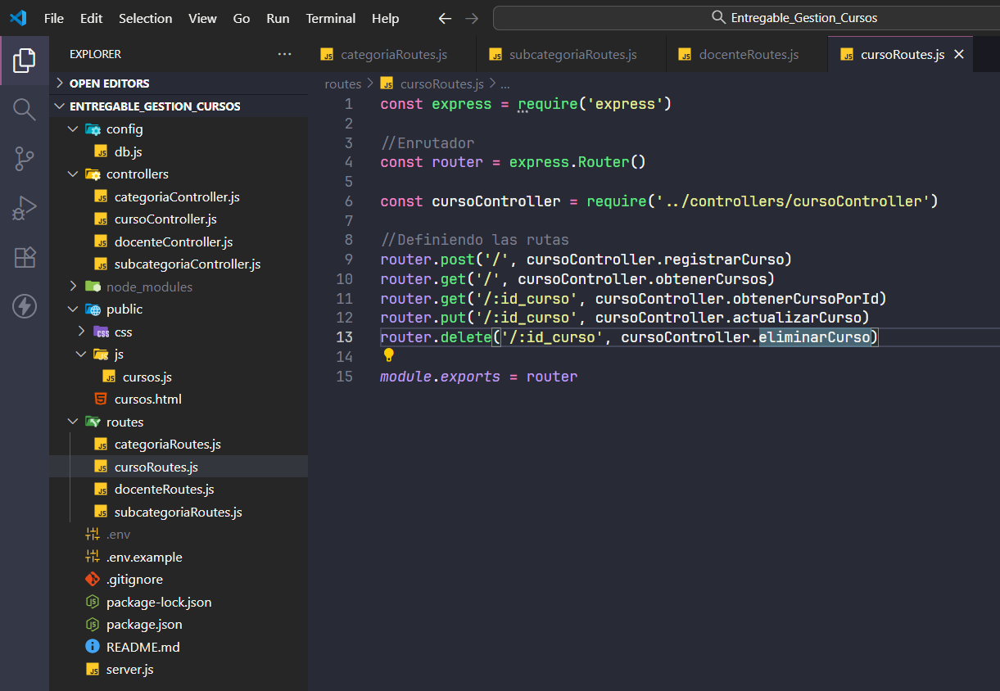 File Edit Selection View Go Run Terminal Help
Entregable_Gestion_Cursos
EXPLORER
OPEN EDITORS
ENTREGABLE_GESTION_CURSOS
config
db.js
controllers
categoriaController.js
cursoController.js
docenteController.js
subcategoriaController.js
node_modules
public
css
js
cursos.js
cursos.html
routes
categoriaRoutes.js
cursoRoutes.js
docenteRoutes.js
subcategoriaRoutes.js
.env
.env.example
.gitignore
package-lock.json
package.json
README.md
server.js
categoriaRoutes.js subcategoriaRoutes.js docenteRoutes.js cursoRoutes.js
routes > cursoRoutes.js > ...
1 const express = require('express')
2
3 //Enrutador
4 const router = express.Router()
5
6 const cursoController = require('../controllers/cursoController')
7
8 //Definiendo las rutas
9 router.post('/', cursoController.registrarCurso)
10 router.get('/', cursoController.obtenerCursos)
11 router.get('/:id_curso', cursoController.obtenerCursoPorId)
12 router.put('/:id_curso', cursoController.actualizarCurso)
13 router.delete('/:id_curso', cursoController.eliminarCurso)
14
15 module.exports = router